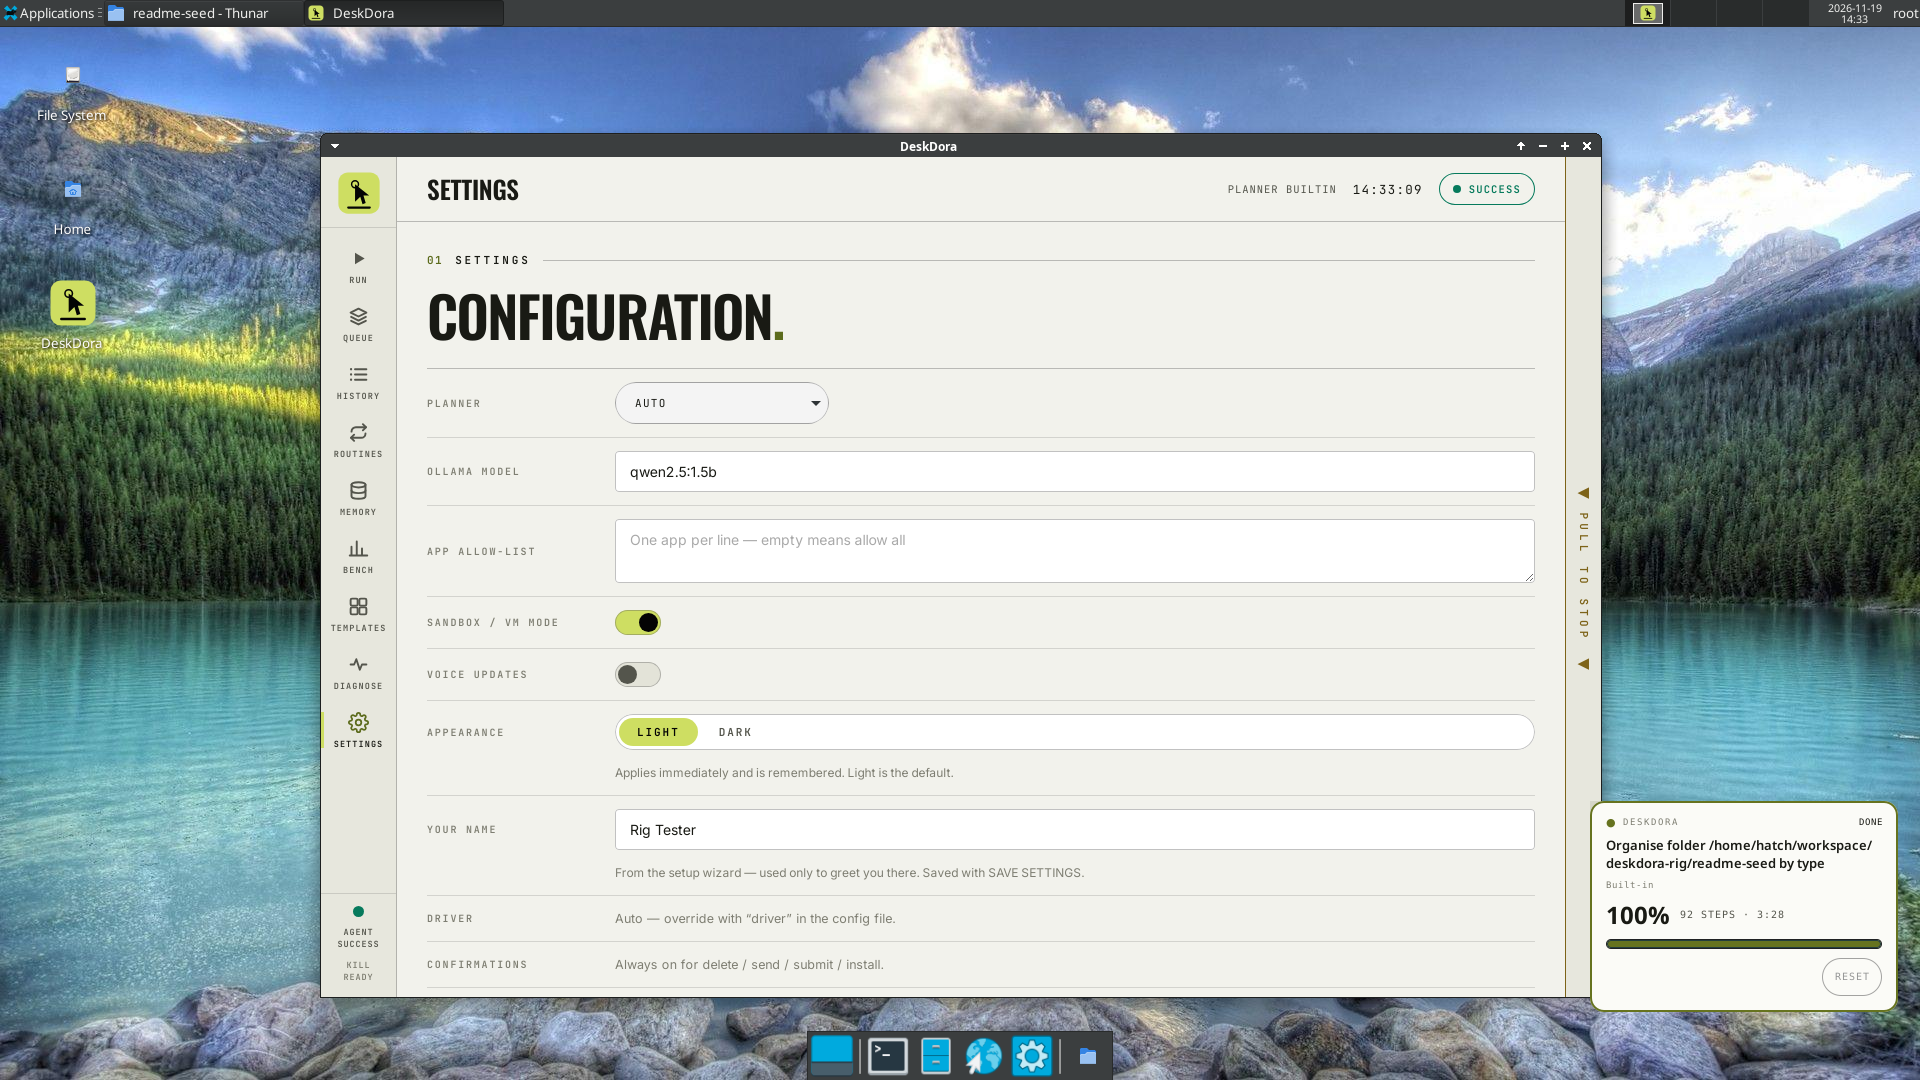 Applications
readme-seed - Thunar
DeskDora
2026-11-19
14:33
root
File System
Home
DeskDora
DeskDora
SETTINGS
PLANNER BUILTIN
14:33:09
SUCCESS
RUN
QUEUE
HISTORY
ROUTINES
MEMORY
BENCH
TEMPLATES
DIAGNOSE
SETTINGS
AGENT
SUCCESS
KILL
READY
01 SETTINGS
CONFIGURATION.
PLANNER
AUTO
OLLAMA MODEL
qwen2.5:1.5b
APP ALLOW-LIST
One app per line — empty means allow all
SANDBOX / VM MODE
VOICE UPDATES
APPEARANCE
LIGHT
DARK
Applies immediately and is remembered. Light is the default.
YOUR NAME
Rig Tester
From the setup wizard — used only to greet you there. Saved with SAVE SETTINGS.
DRIVER
Auto — override with “driver” in the config file.
CONFIRMATIONS
Always on for delete / send / submit / install.
PULL TO STOP
DESKDORA
DONE
Organise folder /home/hatch/workspace/
deskdora-rig/readme-seed by type
Built-in
100%
92 STEPS · 3:28
RESET